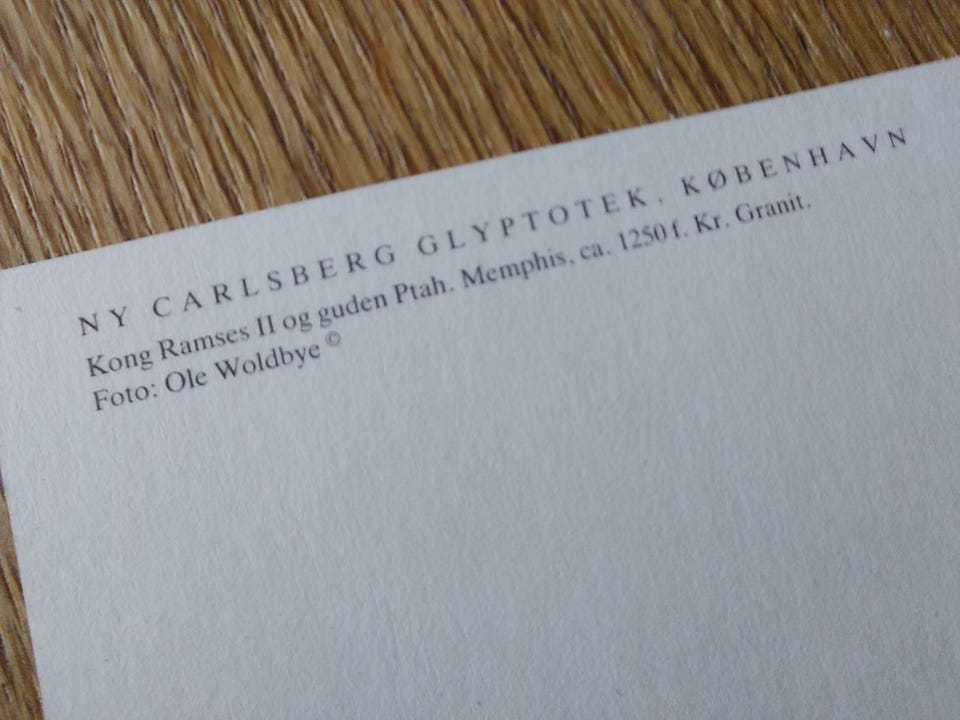 NY CARLSBERG GLYPTOTEK, KØBENHAVN
Kong Ramses II og guden Ptah. Memphis, ca. 1250 f. Kr. Granit.
Foto: Ole Woldbye ©